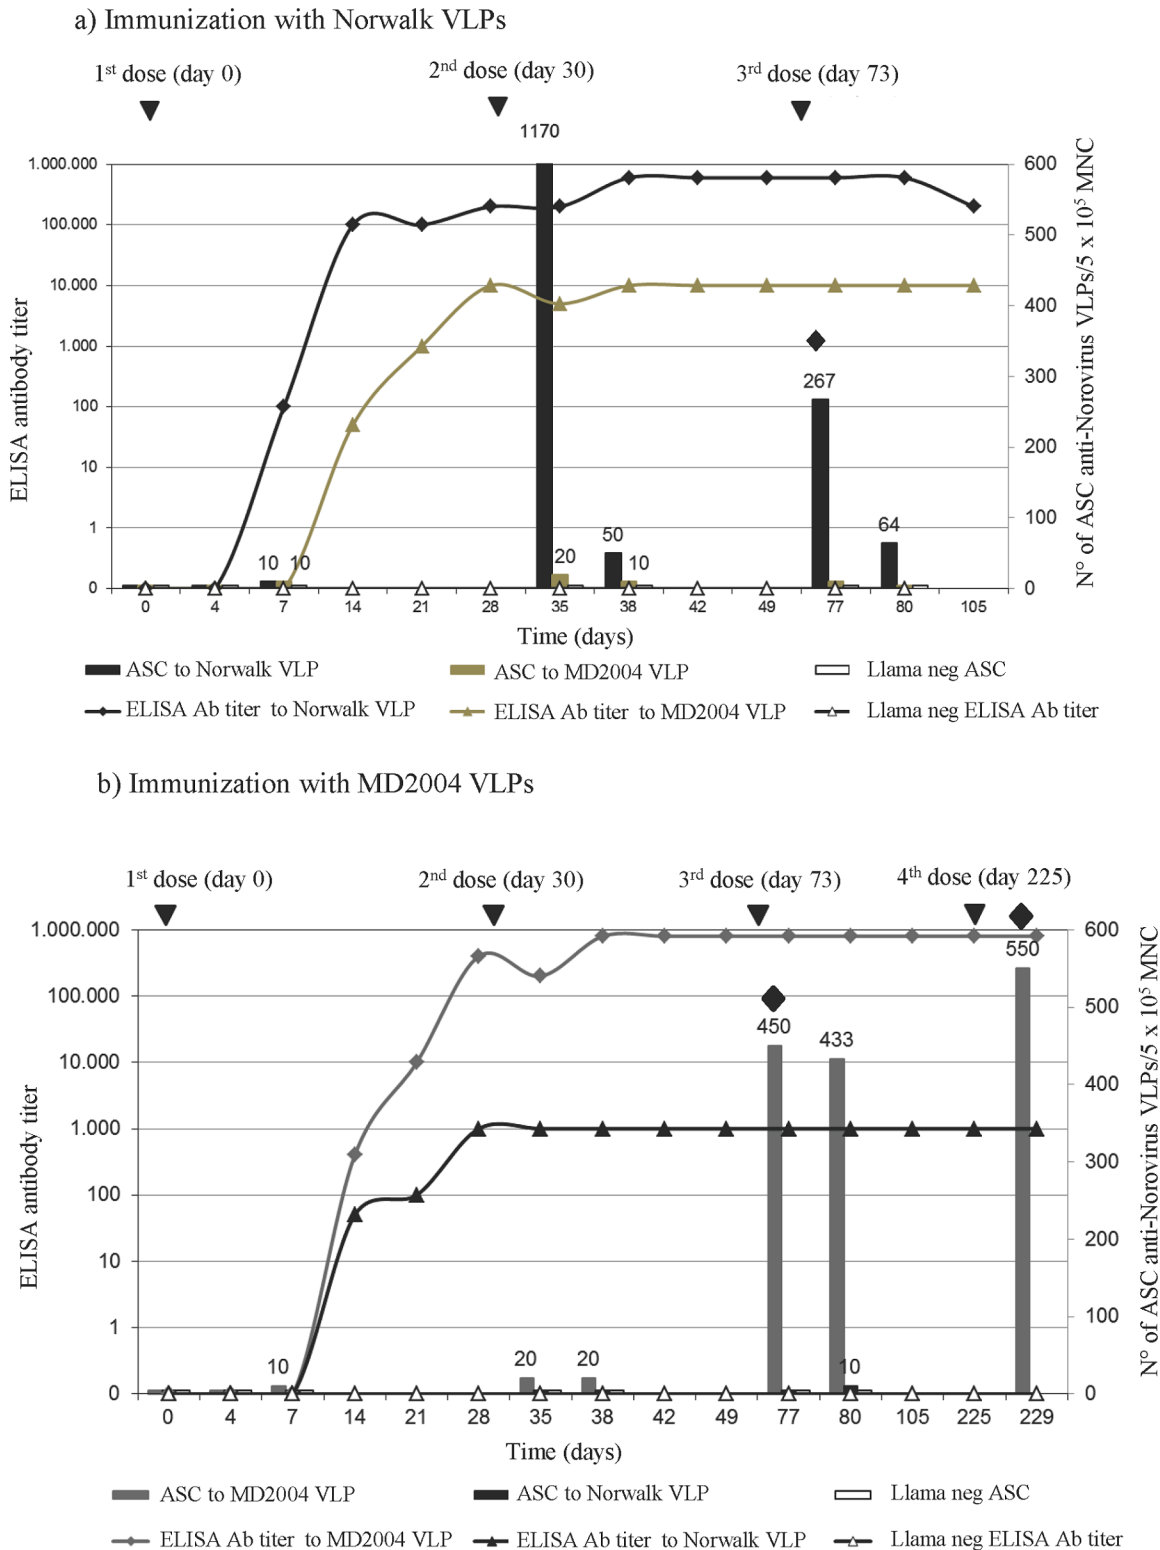 a) Immunization with Norwalk VLPs
1st dose (day 0)
2nd dose (day 30)
3rd dose (day 73)
1170
1.000.000
100.000
10.000
1.000
100
10
1
0
ELISA antibody titer
600
500
400
300
200
100
0
N° of ASC anti-Norovirus VLPs/5 x 10⁵ MNC
10 10
20
50
10
267
64
0 4 7 14 21 28 35 38 42 49 77 80 105
Time (days)
ASC to Norwalk VLP
ASC to MD2004 VLP
Llama neg ASC
ELISA Ab titer to Norwalk VLP
ELISA Ab titer to MD2004 VLP
Llama neg ELISA Ab titer
b) Immunization with MD2004 VLPs
1st dose (day 0)
2nd dose (day 30)
3rd dose (day 73)
4th dose (day 225)
1.000.000
100.000
10.000
1.000
100
10
1
0
ELISA antibody titer
600
500
400
300
200
100
0
N° of ASC anti-Norovirus VLPs/5 x 10⁵ MNC
10
20
20
450
433
10
550
0 4 7 14 21 28 35 38 42 49 77 80 105 225 229
Time (days)
ASC to MD2004 VLP
ASC to Norwalk VLP
Llama neg ASC
ELISA Ab titer to MD2004 VLP
ELISA Ab titer to Norwalk VLP
Llama neg ELISA Ab titer